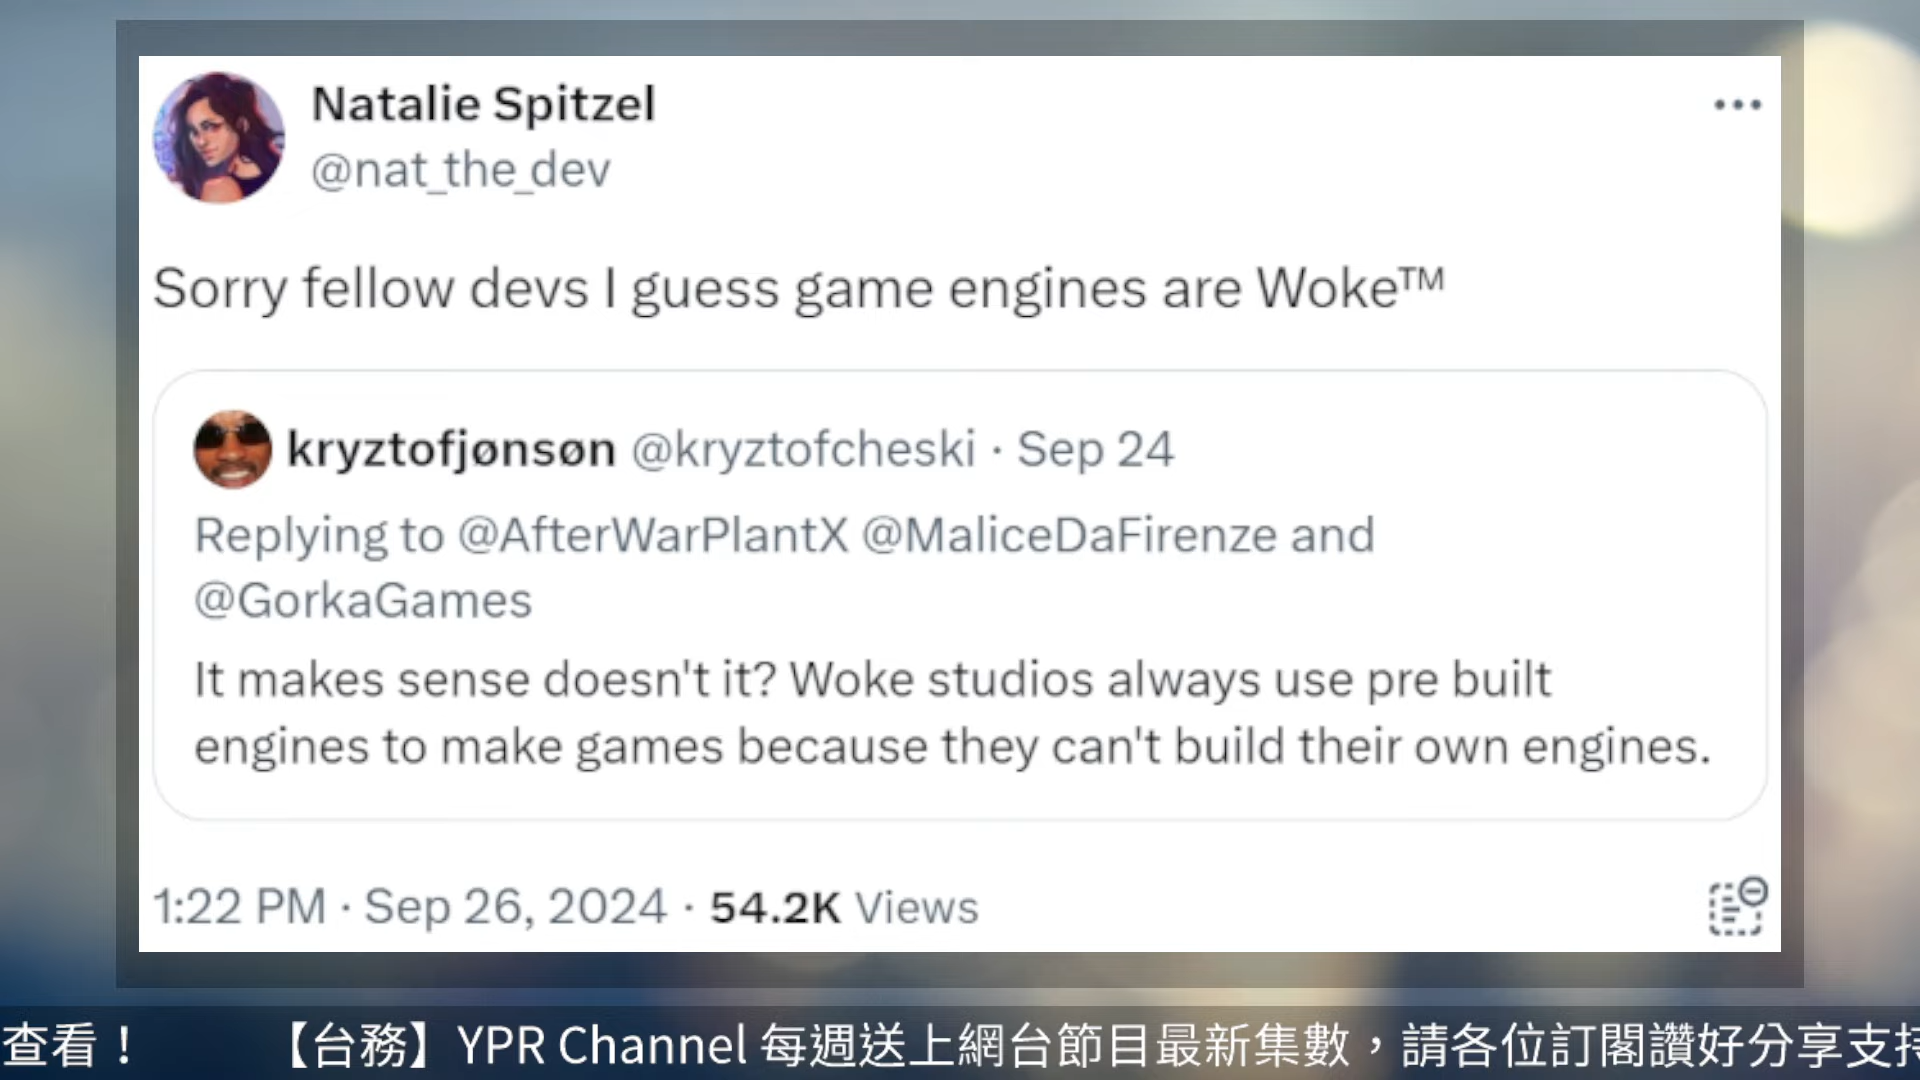 Natalie Spitzel
@nat_the_dev
Sorry fellow devs I guess game engines are Woke™
kryztofjønsøn @kryztofcheski · Sep 24
Replying to @AfterWarPlantX @MaliceDaFirenze and
@GorkaGames
It makes sense doesn't it? Woke studios always use pre built
engines to make games because they can't build their own engines.
1:22 PM · Sep 26, 2024 · 54.2K Views
查看！ 【台務】YPR Channel 每週送上網台節目最新集數，請各位訂閱讚好分享支持